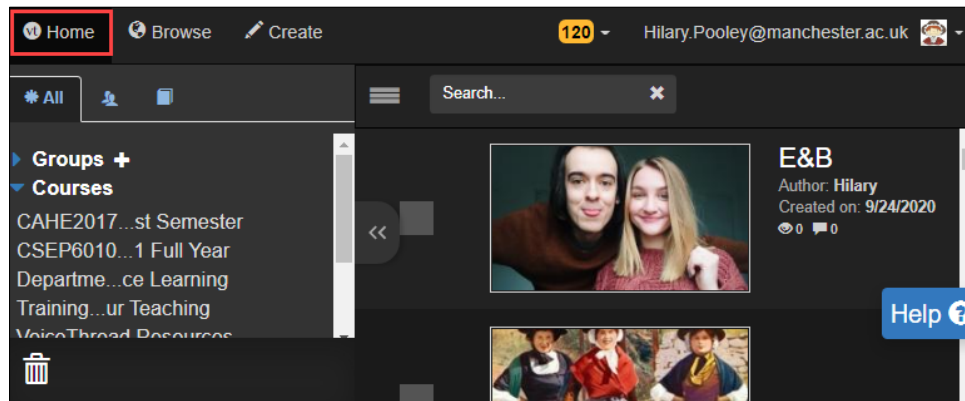 Home Browse Create 120 Hilary.Pooley@manchester.ac.uk
All
Search...
Groups
Courses
CAHE2017...st Semester
CSEP6010...1 Full Year
Departme...ce Learning
Training...ur Teaching
VoiceThread Resources
E&B
Author: Hilary
Created on: 9/24/2020
0 0
Help